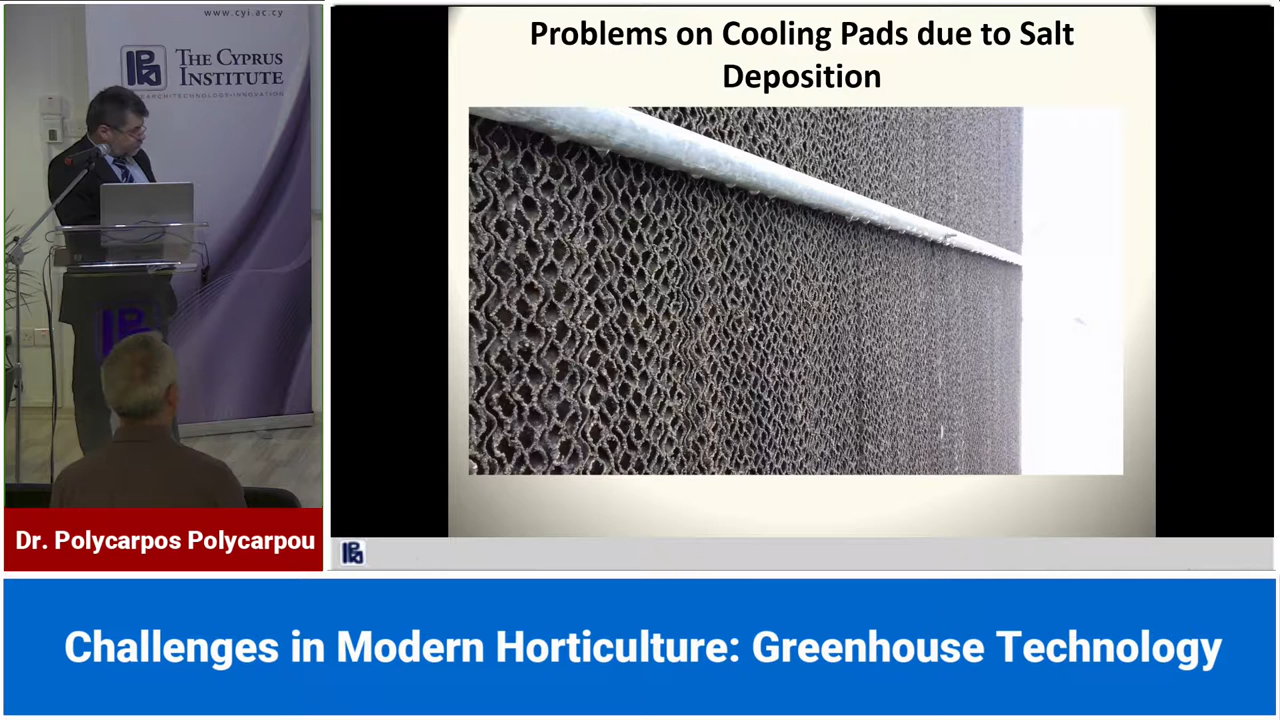 www.cyi.ac.cy
THE CYPRUS
INSTITUTE
Problems on Cooling Pads due to Salt
Deposition
Dr. Polycarpos Polycarpou
Challenges in Modern Horticulture: Greenhouse Technology